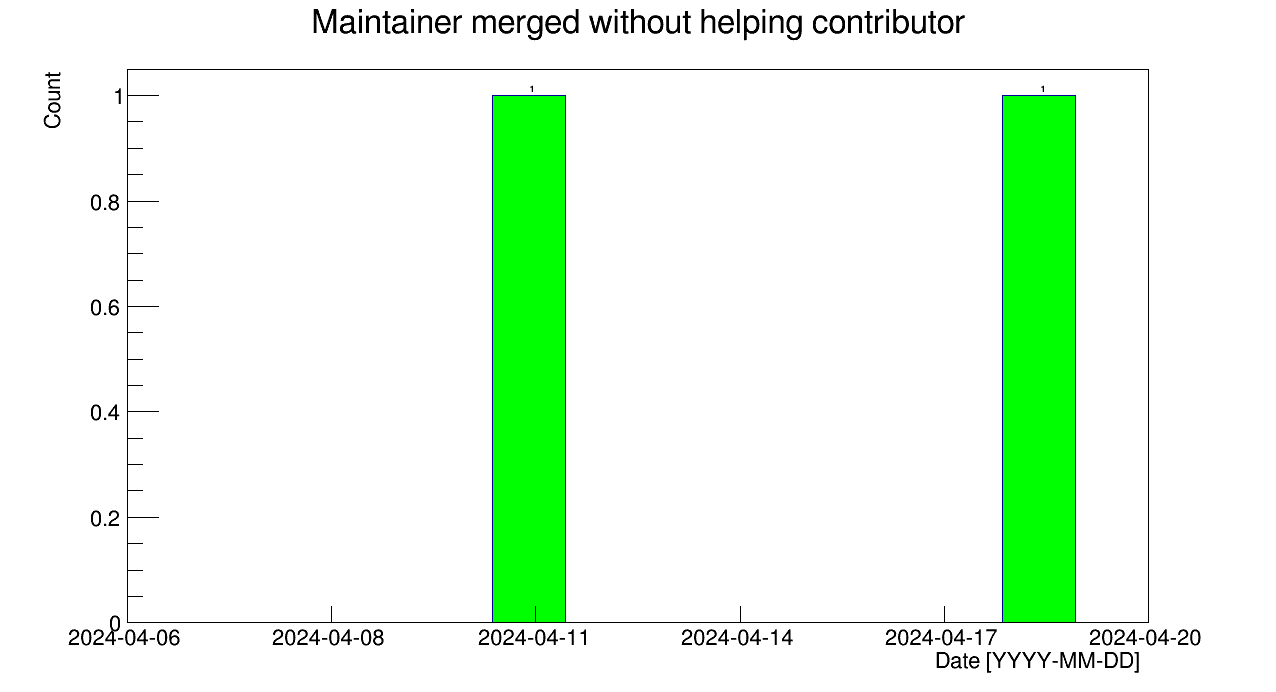 Maintainer merged without helping contributor
Count
1
1
1
0.8
0.6
0.4
0.2
0
2024-04-06 2024-04-08 2024-04-11 2024-04-14 2024-04-17 2024-04-20
Date [YYYY-MM-DD]